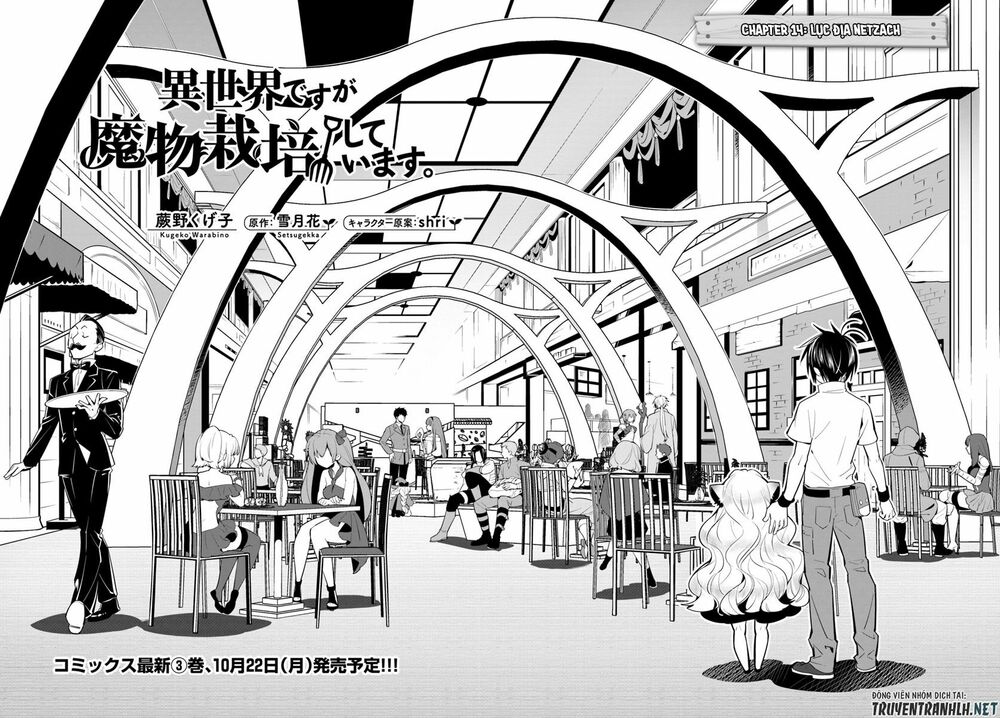 CHAPTER 14: LỤC ĐỊA NETZACH
異世界ですが
魔物栽培しています。
蕨野くげ子 原作:雪月花 キャラクター原案:shri
Kugeko Warabino Setsugekka
コミックス最新③巻、10月22日(月)発売予定!!!
ĐỘNG VIÊN NHÓM DỊCH TẠI:
TRUYENTRANHLH.NET